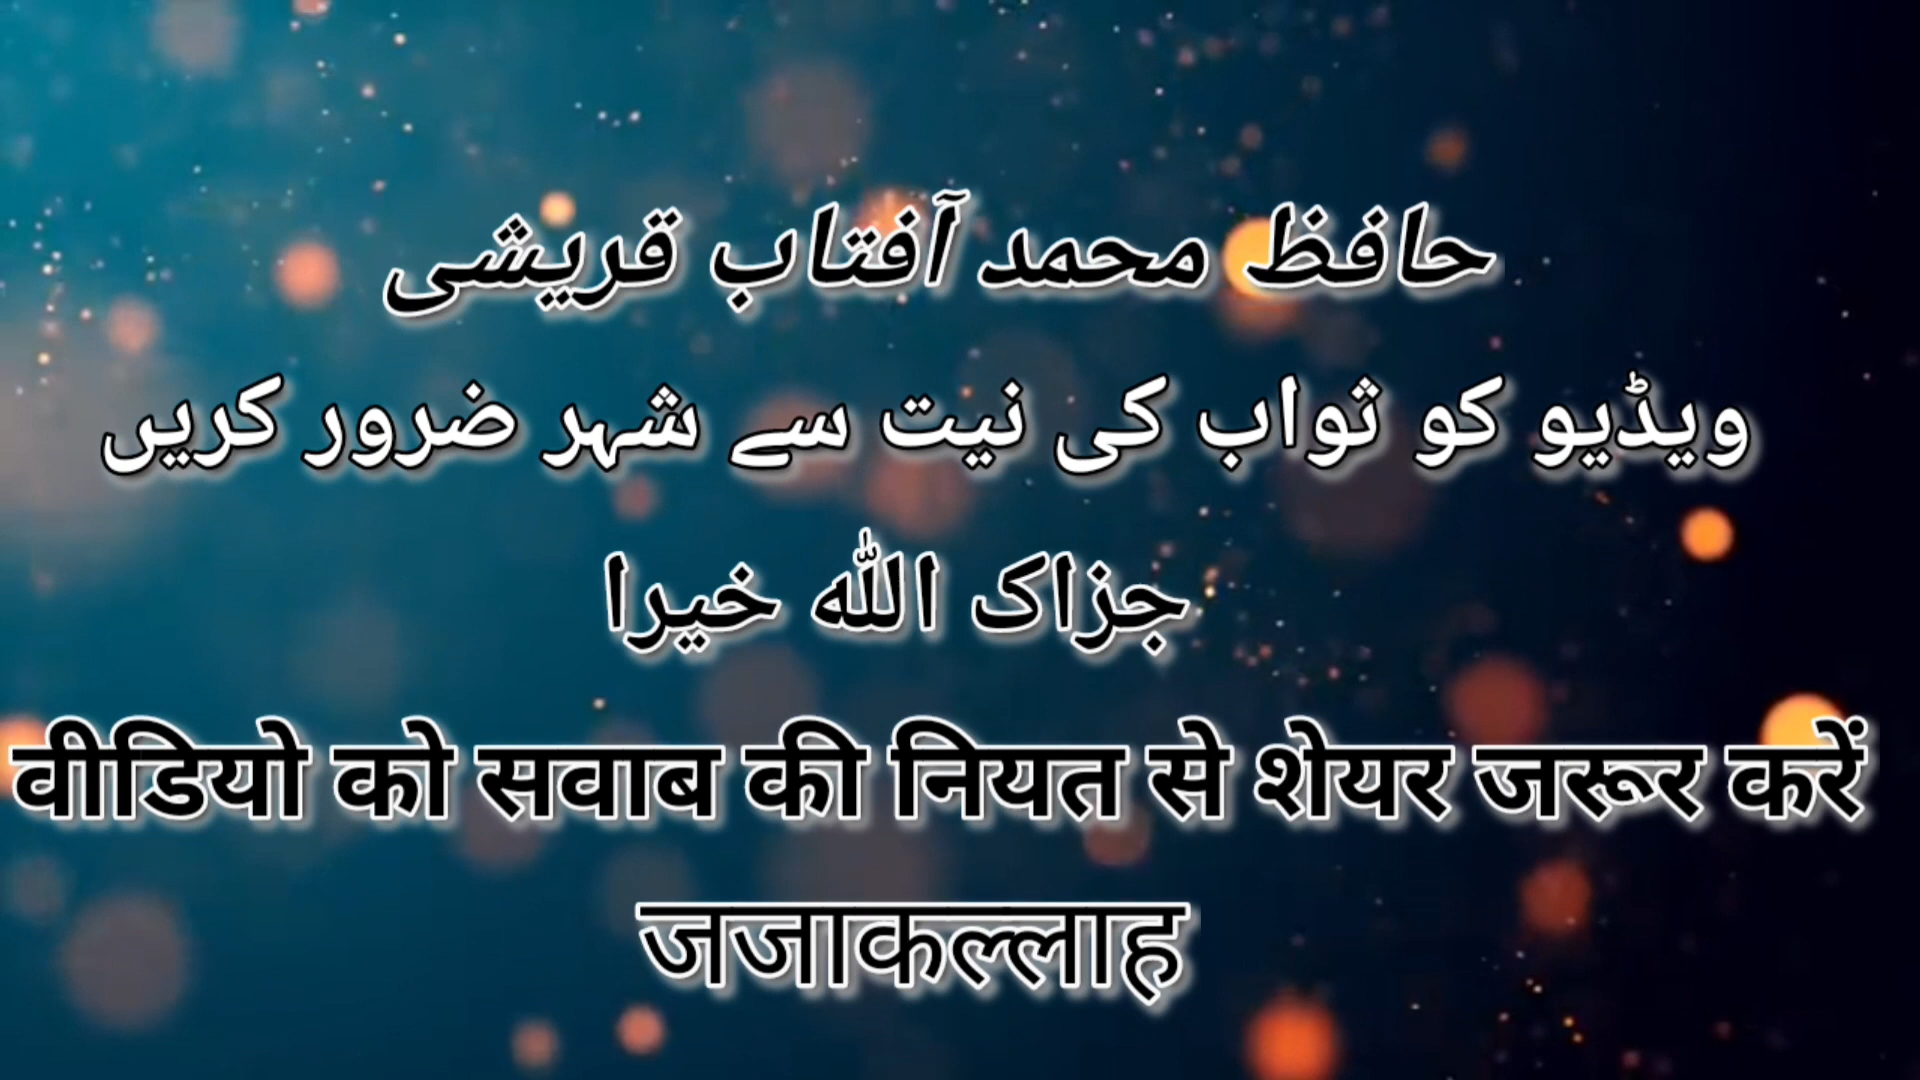 حافظ محمد آفتاب قریشی
ویڈیو کو ثواب کی نیت سے شہر ضرور کریں
جزاک اللہ خیرا
वीडियो को सवाब की नियत से शेयर जरूर करें
जजाकल्लाह